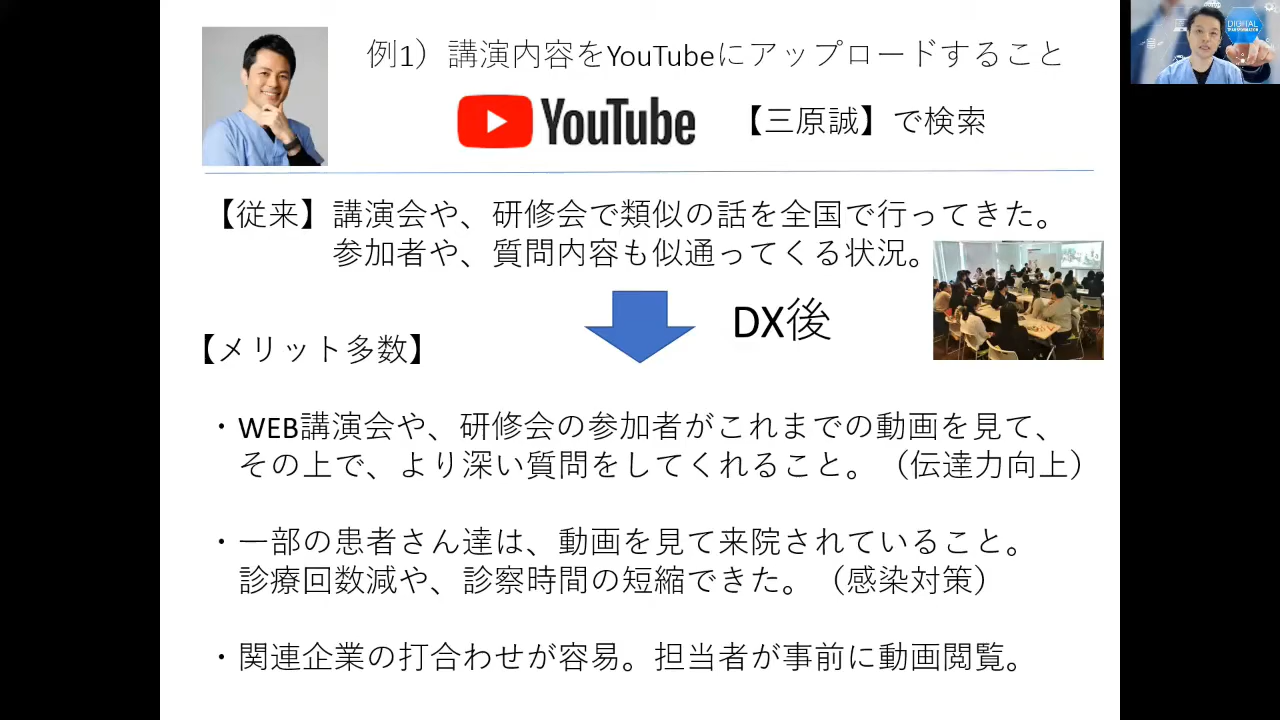 例1）講演内容をYouTubeにアップロードすること
YouTube 【三原誠】で検索
DIGITAL
TRANSFORMATION
【従来】講演会や、研修会で類似の話を全国で行ってきた。
参加者や、質問内容も似通ってくる状況。
DX後
【メリット多数】
・WEB講演会や、研修会の参加者がこれまでの動画を見て、
その上で、より深い質問をしてくれること。（伝達力向上）
・一部の患者さん達は、動画を見て来院されていること。
診療回数減や、診察時間の短縮できた。（感染対策）
・関連企業の打合わせが容易。担当者が事前に動画閲覧。